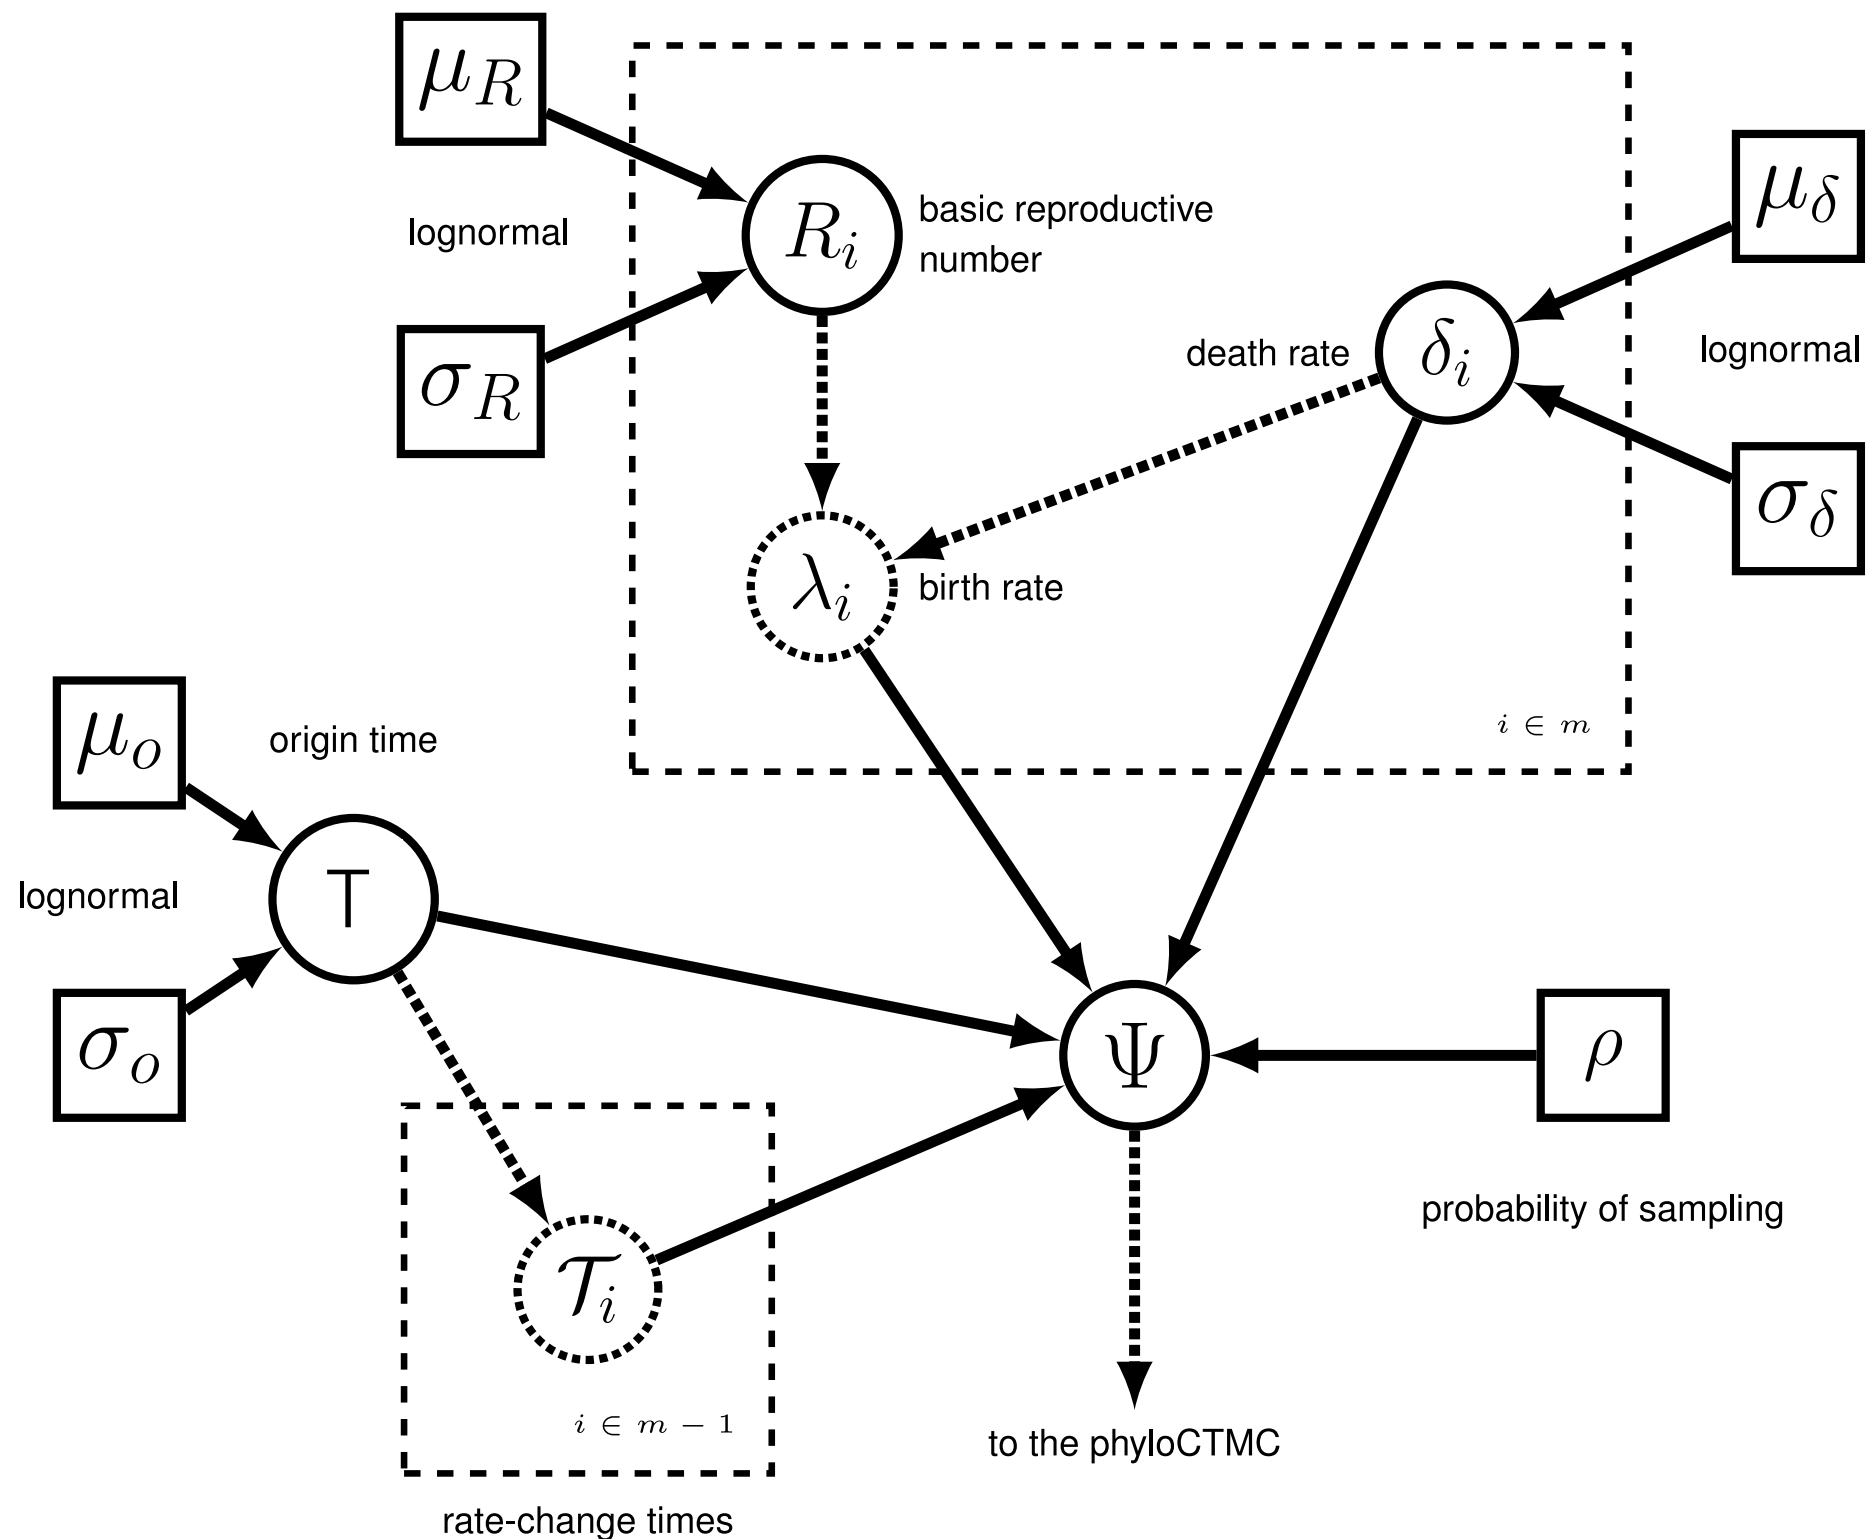 μR
lognormal
σR
Ri
basic reproductive
number
μδ
death rate
δi
lognormal
σδ
λi
birth rate
i ∈ m
μo
origin time
lognormal
T
σo
Ψ
ρ
probability of sampling
𝒯i
i ∈ m − 1
to the phyloCTMC
rate-change times